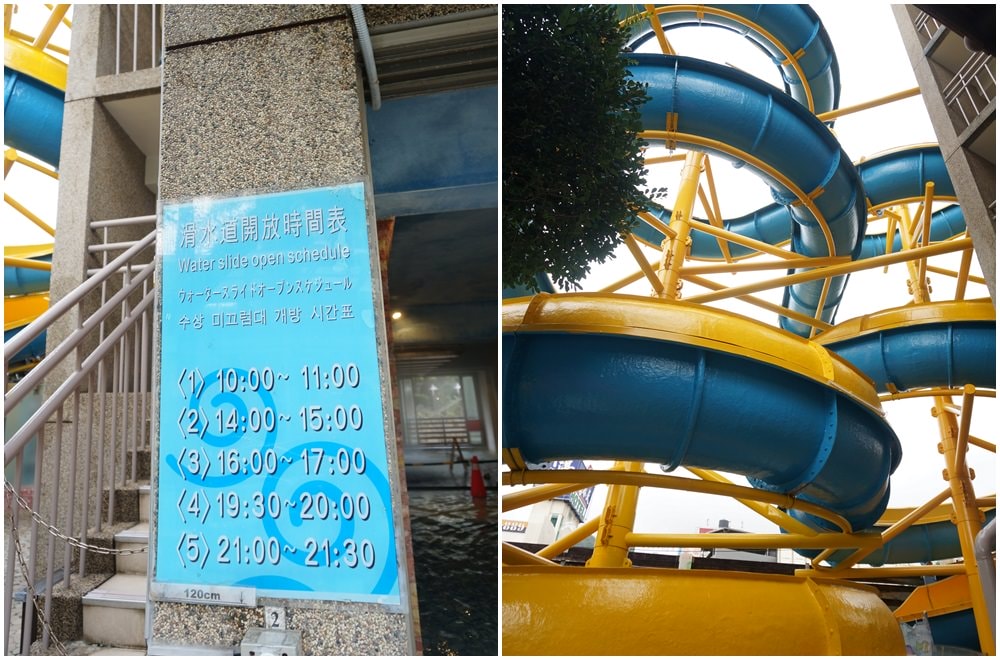 滑水道開放時間表
Water slide open schedule
ウォータースライドオープンスケジュール
수상 미끄럼대 개방 시간표
〈1〉10:00~ 11:00
〈2〉14:00~ 15:00
〈3〉16:00~ 17:00
〈4〉19:30~20:00
〈5〉21:00~ 21:30
120cm
2
889